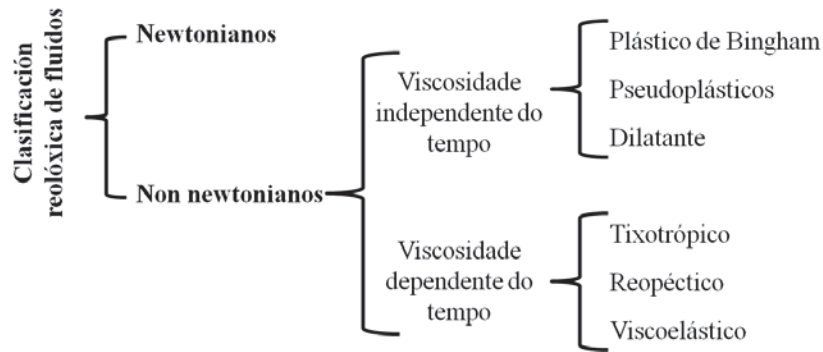 Clasificación
reolóxica de fluídos
Newtonianos
Non newtonianos
Viscosidade
independente do
tempo
Plástico de Bingham
Pseudoplásticos
Dilatante
Viscosidade
dependente do
tempo
Tixotrópico
Reopéctico
Viscoelástico